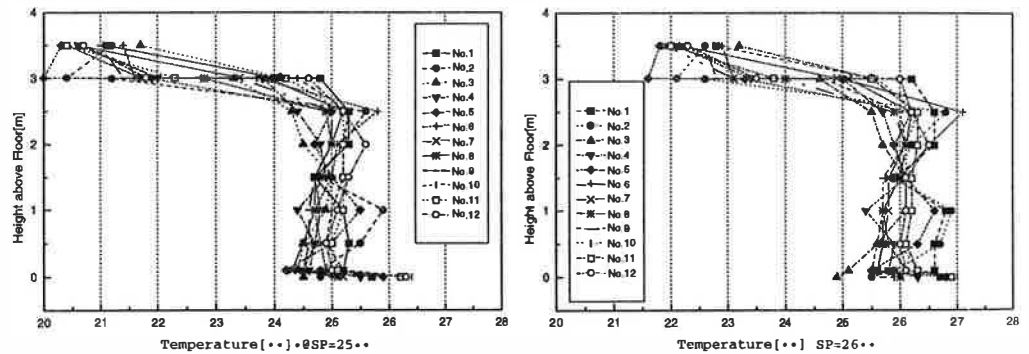 Height above Floor[m]
4
3
2
1
0
No.1
No.2
No.3
No.4
No.5
No.6
No.7
No.8
No.9
No.10
No.11
No.12
20 21 22 23 24 25 26 27 28
Temperature[••]•@SP=25••
Height above Floor[m]
4
3
2
1
0
No.1
No.2
No.3
No.4
No.5
No.6
No.7
No.8
No.9
No.10
No.11
No.12
20 21 22 23 24 25 26 27 28
Temperature[••] SP=26••